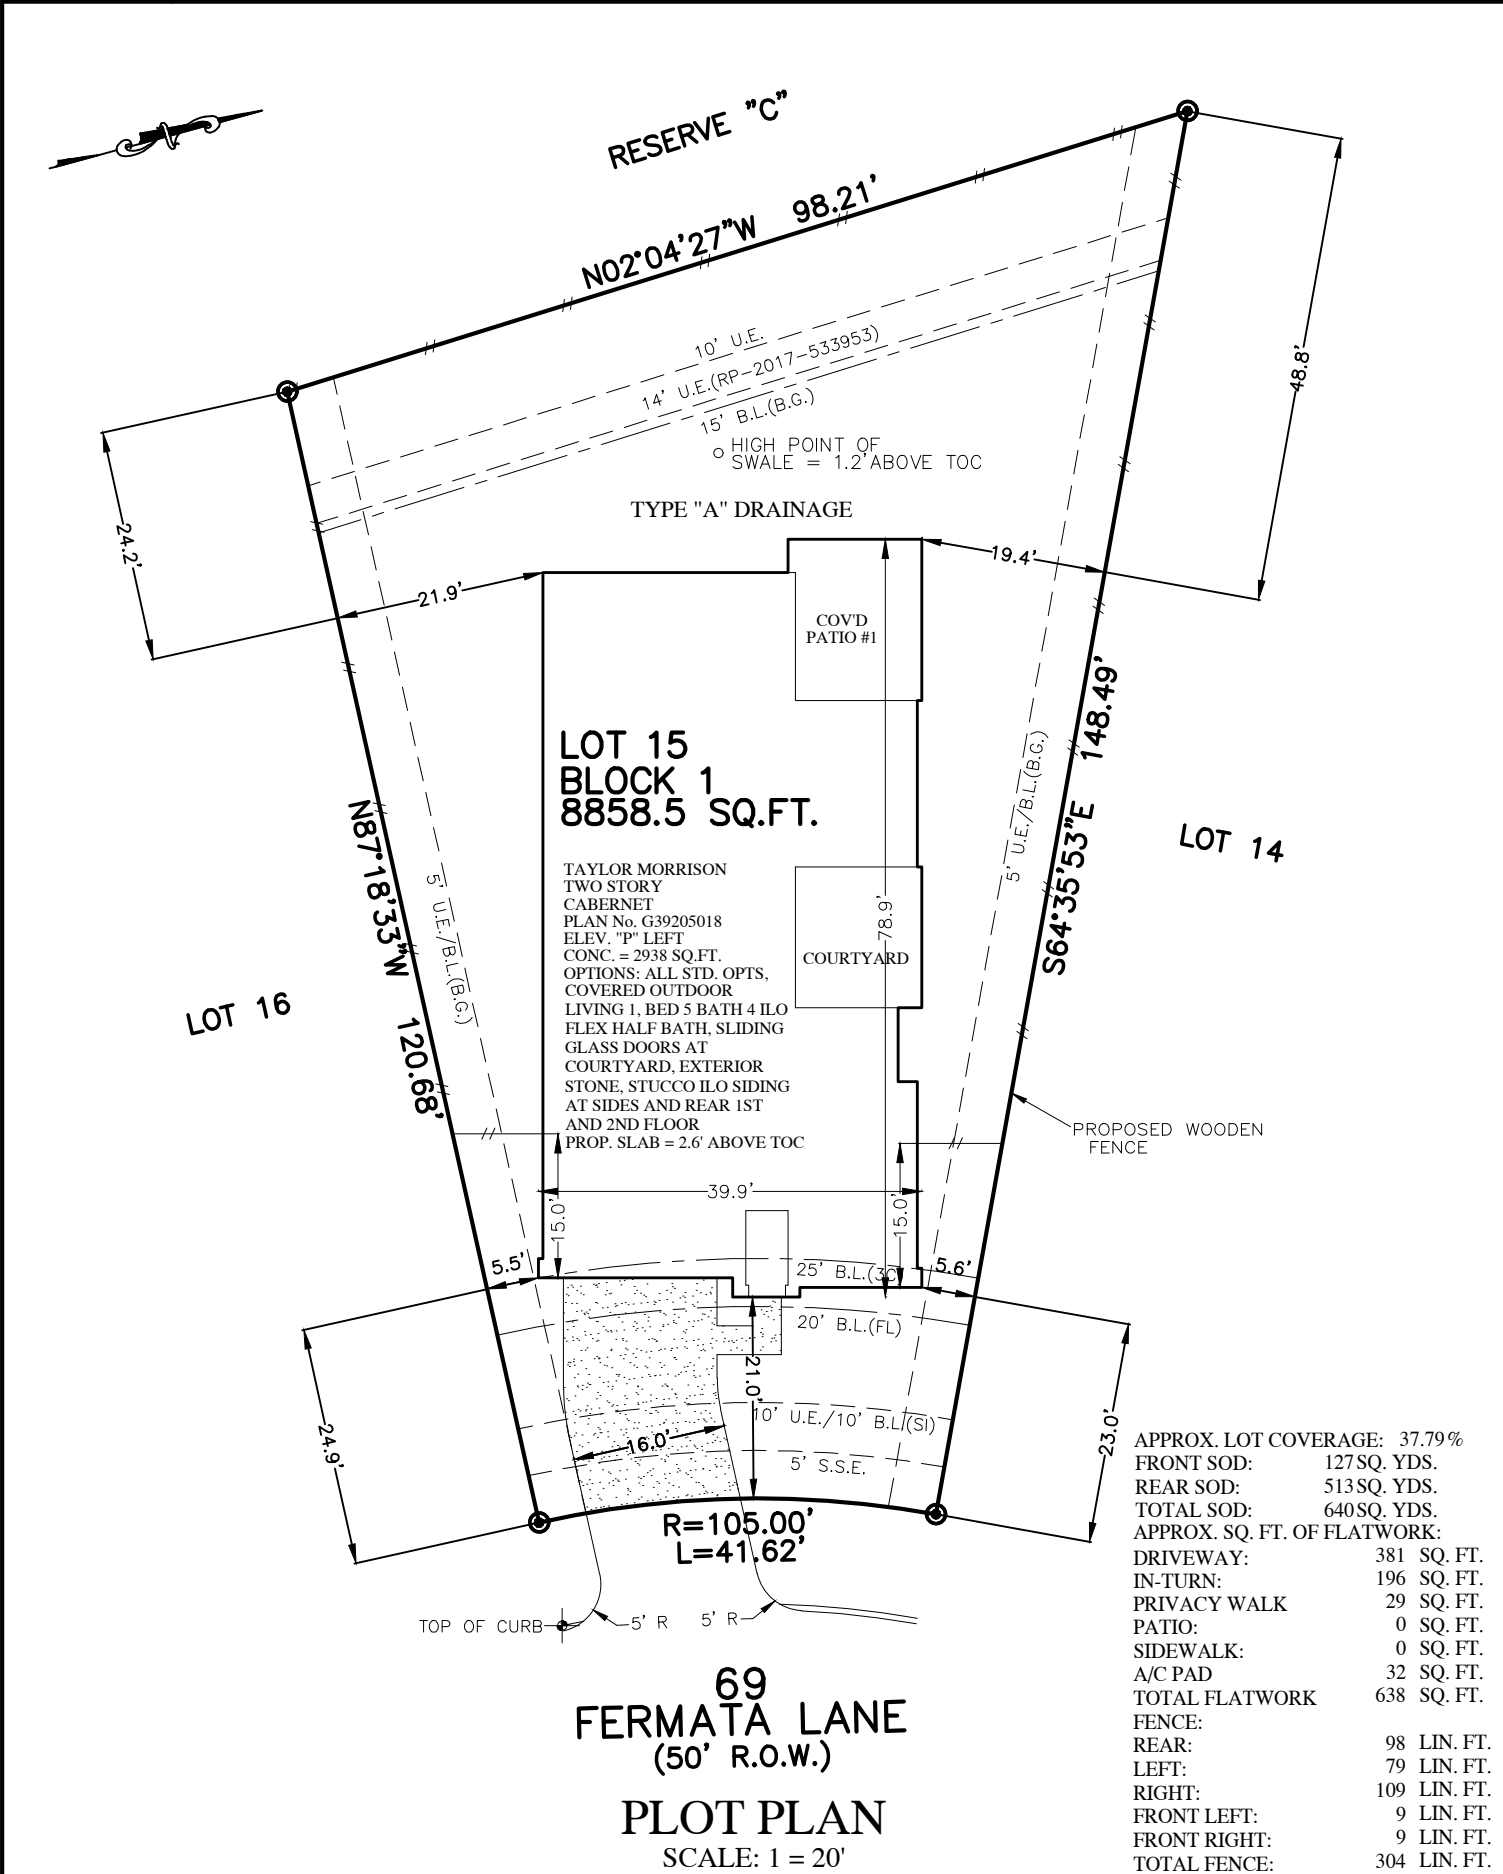 RESERVE "C"
N02°04'27"W 98.21'
10' U.E.
14' U.E.(RP-2017-533953)
15' B.L.(B.G.)
HIGH POINT OF
SWALE = 1.2'ABOVE TOC
TYPE "A" DRAINAGE
48.8'
24.2'
21.9'
19.4'
COV'D
PATIO #1
LOT 15
BLOCK 1
8858.5 SQ.FT.
S64°35'53"E 148.49'
5' U.E./B.L.(B.G.)
LOT 14
N87°18'33"W 120.68'
5' U.E./B.L.(B.G.)
LOT 16
TAYLOR MORRISON
TWO STORY
CABERNET
PLAN No. G39205018
ELEV. "P" LEFT
CONC. = 2938 SQ.FT.
OPTIONS: ALL STD. OPTS,
COVERED OUTDOOR
LIVING 1, BED 5 BATH 4 ILO
FLEX HALF BATH, SLIDING
GLASS DOORS AT
COURTYARD, EXTERIOR
STONE, STUCCO ILO SIDING
AT SIDES AND REAR 1ST
AND 2ND FLOOR
PROP. SLAB = 2.6' ABOVE TOC
78.9'
COURTYARD
PROPOSED WOODEN
FENCE
39.9'
15.0'
15.0'
5.5'
5.6'
25' B.L.(3C)
20' B.L.(FL)
21.0'
10' U.E./10' B.L.(SI)
16.0'
5' S.S.E.
24.9'
23.0'
R=105.00'
L=41.62'
TOP OF CURB
5' R
5' R
69
FERMATA LANE
(50' R.O.W.)
PLOT PLAN
SCALE: 1 = 20'
APPROX. LOT COVERAGE: 37.79%
FRONT SOD: 127 SQ. YDS.
REAR SOD: 513 SQ. YDS.
TOTAL SOD: 640 SQ. YDS.
APPROX. SQ. FT. OF FLATWORK:
DRIVEWAY: 381 SQ. FT.
IN-TURN: 196 SQ. FT.
PRIVACY WALK 29 SQ. FT.
PATIO: 0 SQ. FT.
SIDEWALK: 0 SQ. FT.
A/C PAD 32 SQ. FT.
TOTAL FLATWORK 638 SQ. FT.
FENCE:
REAR: 98 LIN. FT.
LEFT: 79 LIN. FT.
RIGHT: 109 LIN. FT.
FRONT LEFT: 9 LIN. FT.
FRONT RIGHT: 9 LIN. FT.
TOTAL FENCE: 304 LIN. FT.